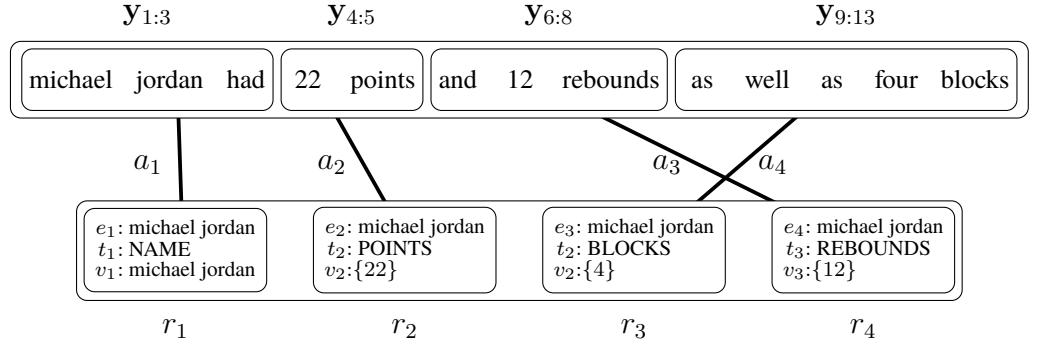 y1:3 y4:5 y6:8 y9:13
michael jordan had 22 points and 12 rebounds as well as four blocks
a1 a2 a3 a4
e1: michael jordan e2: michael jordan e3: michael jordan e4: michael jordan
t1: NAME t2: POINTS t2: BLOCKS t3: REBOUNDS
v1: michael jordan v2:{22} v2:{4} v3:{12}
r1 r2 r3 r4